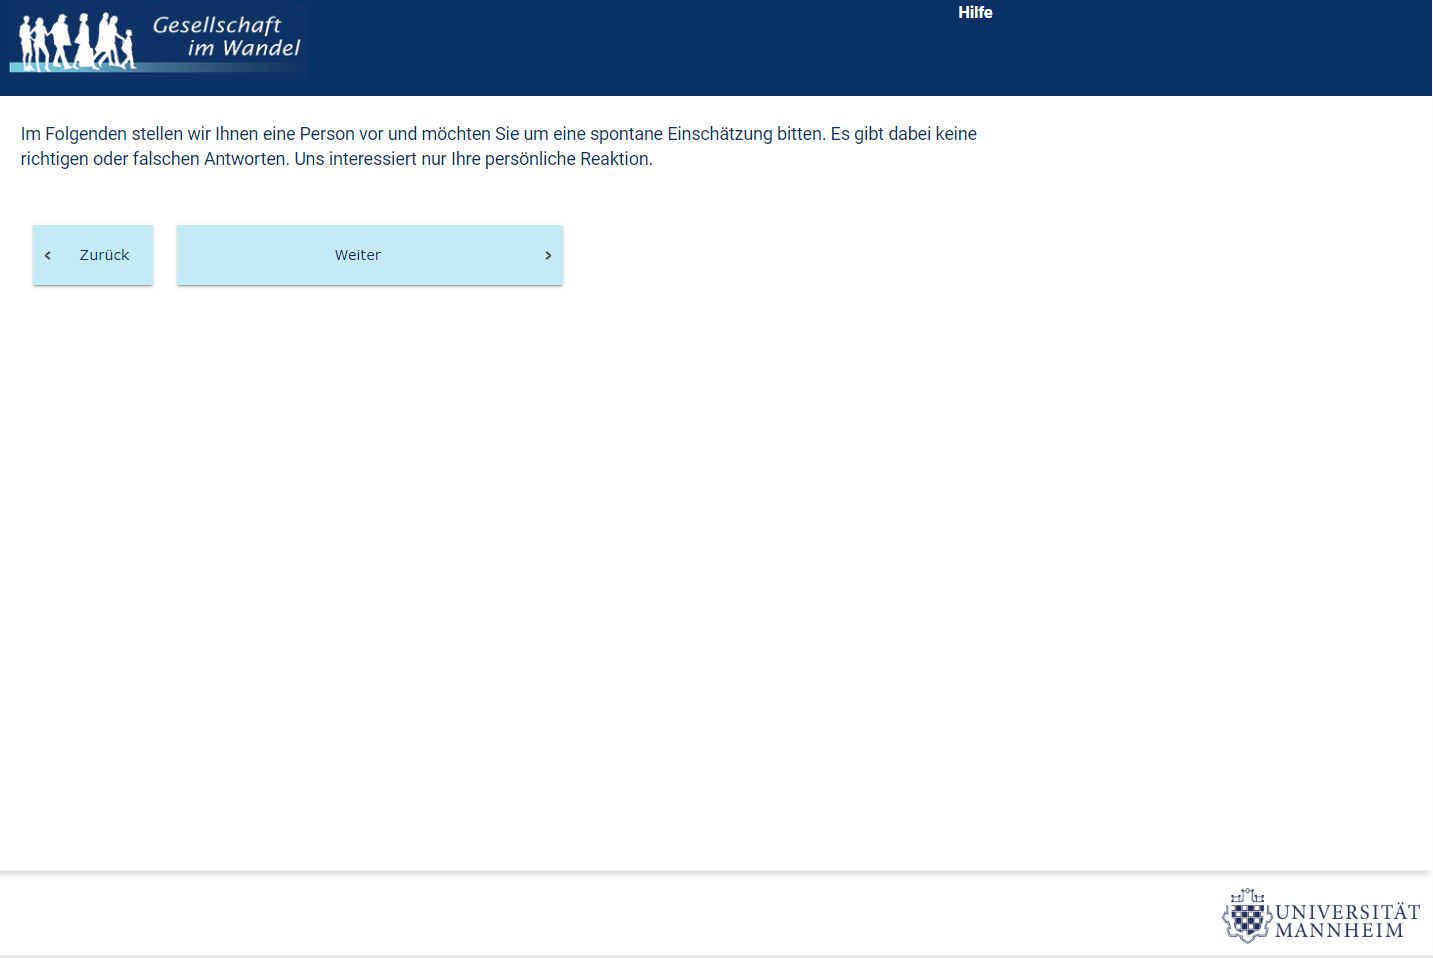 Gesellschaft
im Wandel
Hilfe
Im Folgenden stellen wir Ihnen eine Person vor und möchten Sie um eine spontane Einschätzung bitten. Es gibt dabei keine
richtigen oder falschen Antworten. Uns interessiert nur Ihre persönliche Reaktion.
Zurück
Weiter
UNIVERSITÄT
MANNHEIM